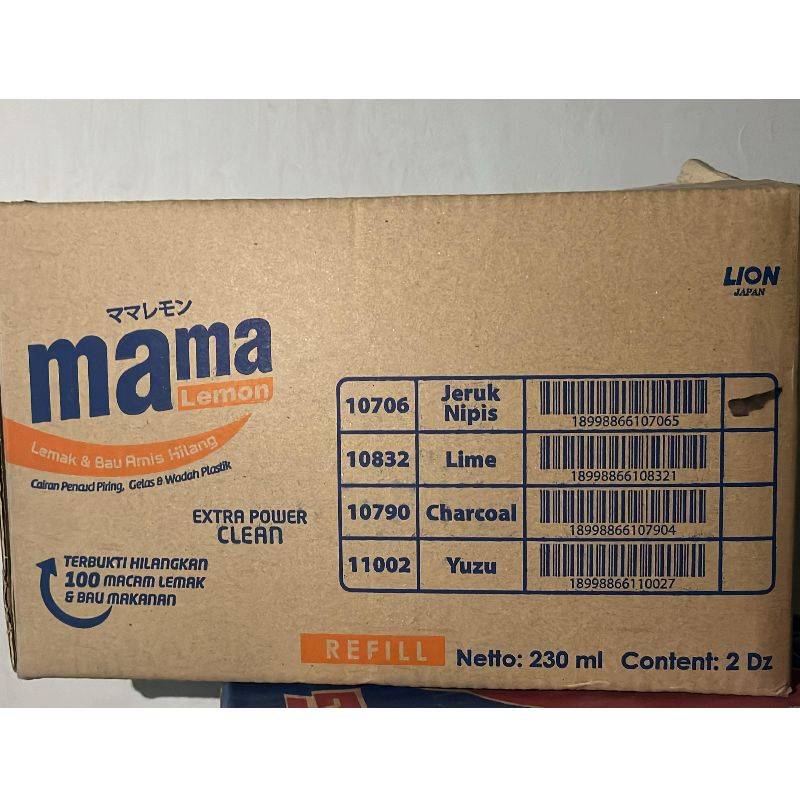 LION
JAPAN
ママレモン
mama
Lemon
Lemak & Bau Amis Hilang
Cairan Pencuci Piring, Gelas & Wadah Plastik
EXTRA POWER
CLEAN
TERBUKTI HILANGKAN
100 MACAM LEMAK
& BAU MAKANAN
10706 Jeruk Nipis 18998866107065
10832 Lime 18998866108321
10790 Charcoal 18998866107904
11002 Yuzu 18998866110027
REFILL Netto: 230 ml Content: 2 Dz